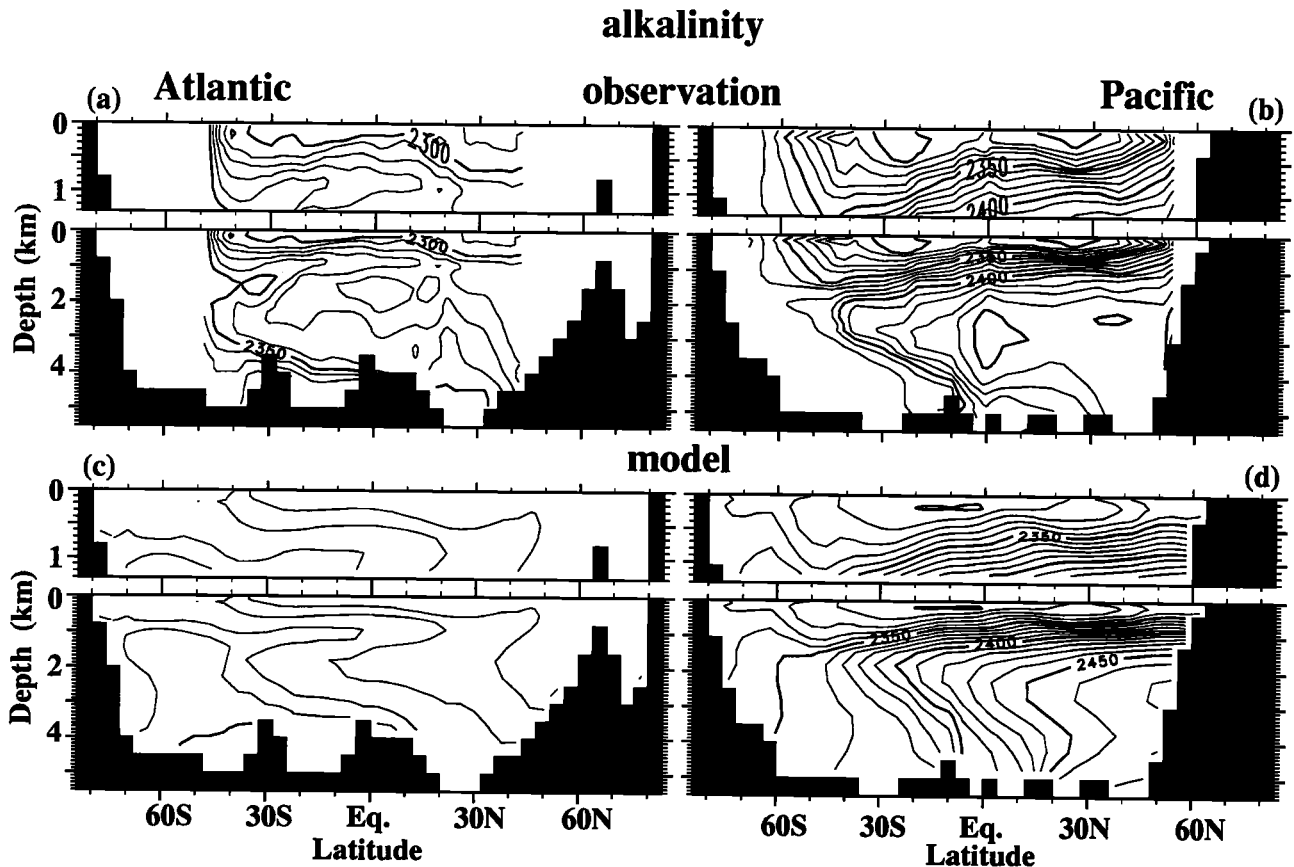 alkalinity
(a) Atlantic observation Pacific (b)
0
1
2300
0
2
4
Depth (km)
2300
2350
2350
2400
2350
2400
(c) model (d)
0
1
0
2
4
Depth (km)
2350
2350
2400
2450
60S 30S Eq. 30N 60N
Latitude
60S 30S Eq. 30N 60N
Latitude